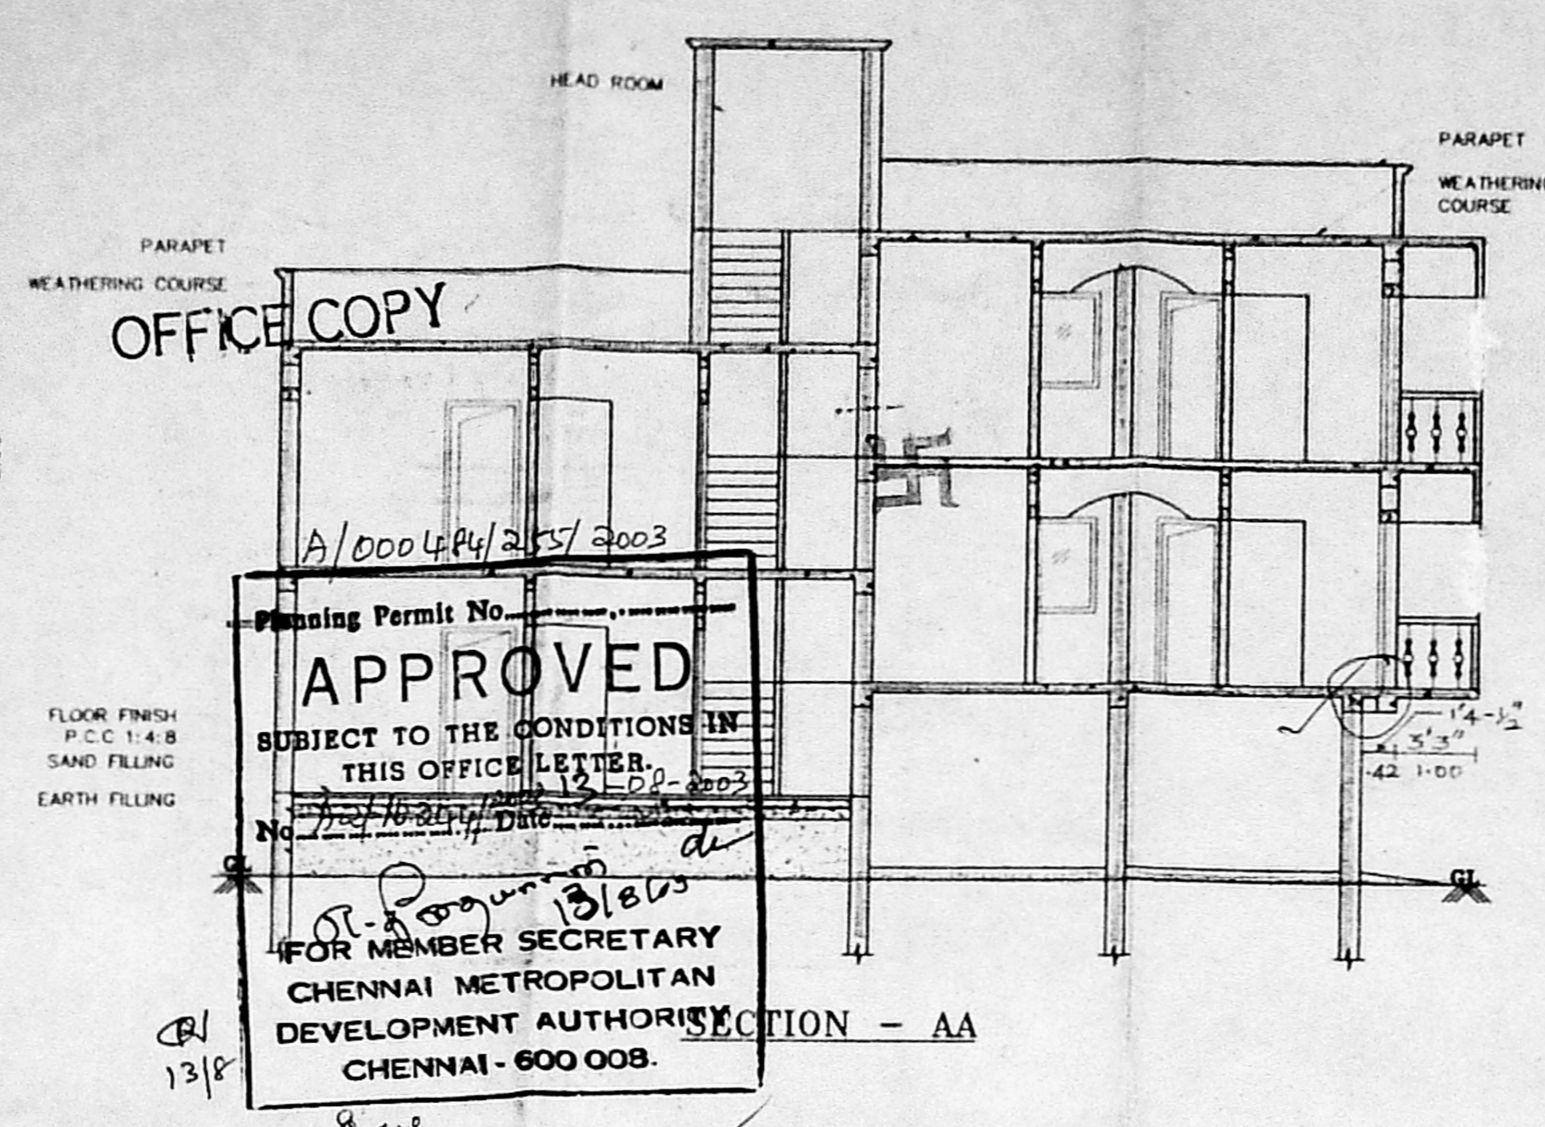 HEAD ROOM
PARAPET
WEATHERING
COURSE
PARAPET
WEATHERING COURSE
OFFICE COPY
A/000484/255/2003
Planning Permit No.
APPROVED
SUBJECT TO THE CONDITIONS IN
THIS OFFICE LETTER.
13-08-2003
No. Date
13/8/03
FOR MEMBER SECRETARY
CHENNAI METROPOLITAN
DEVELOPMENT AUTHORITY
CHENNAI - 600 008.
FLOOR FINISH
P.C.C 1:4:8
SAND FILLING
EARTH FILLING
GL
GL
1'4-½"
3'3"
.42 1.00
13/8
SECTION - AA